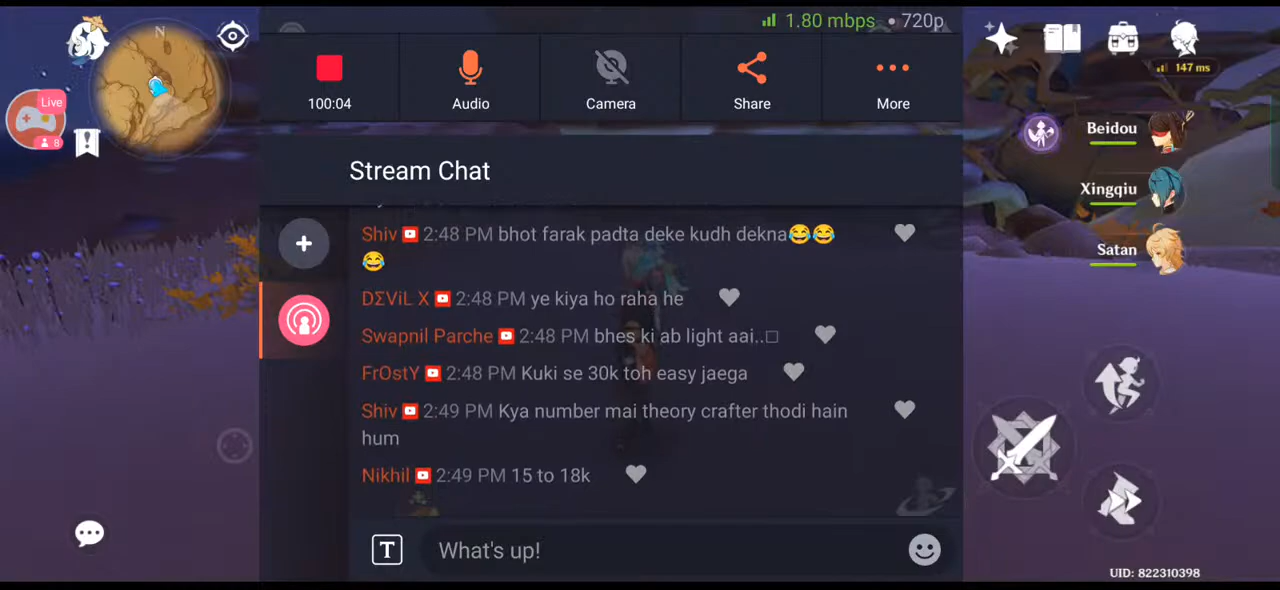 1.80 mbps • 720p
N
Live
8
100:04
Audio
Camera
Share
More
147 ms
Stream Chat
Beidou
Xingqiu
Satan
Shiv 2:48 PM bhot farak padta deke kudh dekna😂😂
😂
DΣViL X 2:48 PM ye kiya ho raha he
Swapnil Parche 2:48 PM bhes ki ab light aai..□
FrOstY 2:48 PM Kuki se 30k toh easy jaega
Shiv 2:49 PM Kya number mai theory crafter thodi hain
hum
Nikhil 2:49 PM 15 to 18k
T
What's up!
UID: 822310398